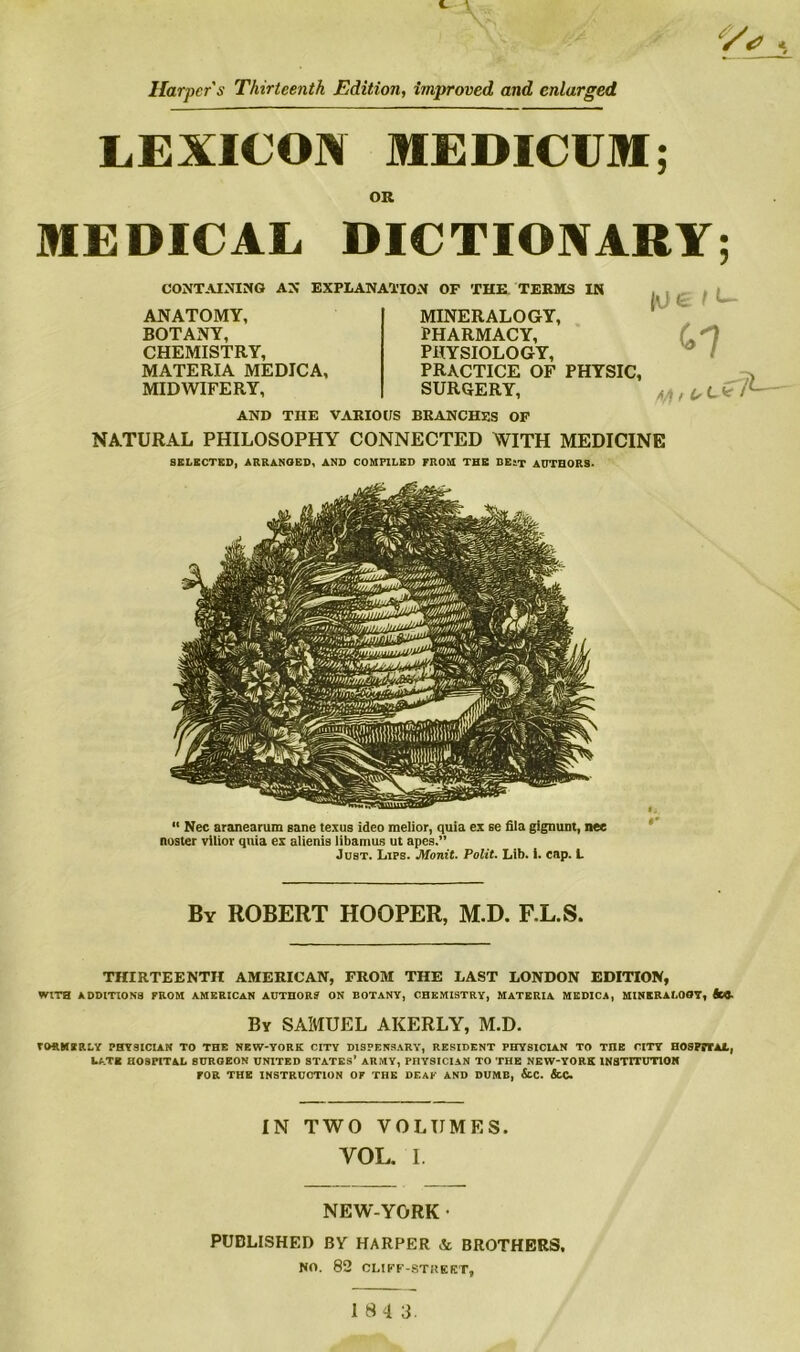 Harper's Thirteenth Edition, improved and enlarged
LEXICON MEDICUM;
OR
MEDICAL DICTIONARY;
CONTAINING AN EXPLANATION OF THE TERMS IN
ANATOMY,
BOTANY,
CHEMISTRY,
MATERIA MEDICA,
MIDWIFERY,
MINERALOGY,
PHARMACY,
PHYSIOLOGY,
PRACTICE OF PHYSIC,
SURGERY,
AND THE VARIOUS BRANCHES OF
NATURAL PHILOSOPHY CONNECTED WITH MEDICINE
SELECTED, ARRANGED, AND COMPILED FROM THE BEST AUTHORS.
“ Nec aranearum sane texus ideo melior, quia ex se fila gignunt, nec
noster vilior quia ex alienis libamus ut apes.”
JUST. LIPS. Monit. Polit. Lib. i. cap. i.
BY ROBERT HOOPER, M.D. F.L.S.
THIRTEENTH AMERICAN, FROM THE LAST LONDON EDITION,
WITH ADDITIONS FROM AMERICAN AUTHORS ON BOTANY, CHEMISTRY, MATERIA MEDICA, MINERALOGY, &c.
BY SAMUEL AKERLY, M.D.
FORMERLY PHYSICIAN TO THE NEW-YORK CITY DISPENSARY, RESIDENT PHYSICIAN TO THE CITY HOSPITAL,
LATE HOSPITAL SURGEON UNITED STATES' ARMY, PHYSICIAN TO THE NEW-YORK INSTITUTION
FOR THE INSTRUCTION OF THE DEAF AND DUMB, &c. &c.
IN TWO VOLUMES.
VOL. I.
NEW-YORK
PUBLISHED BY HARPER & BROTHERS,
NO. 82 CLIFF-STREET,
1843.